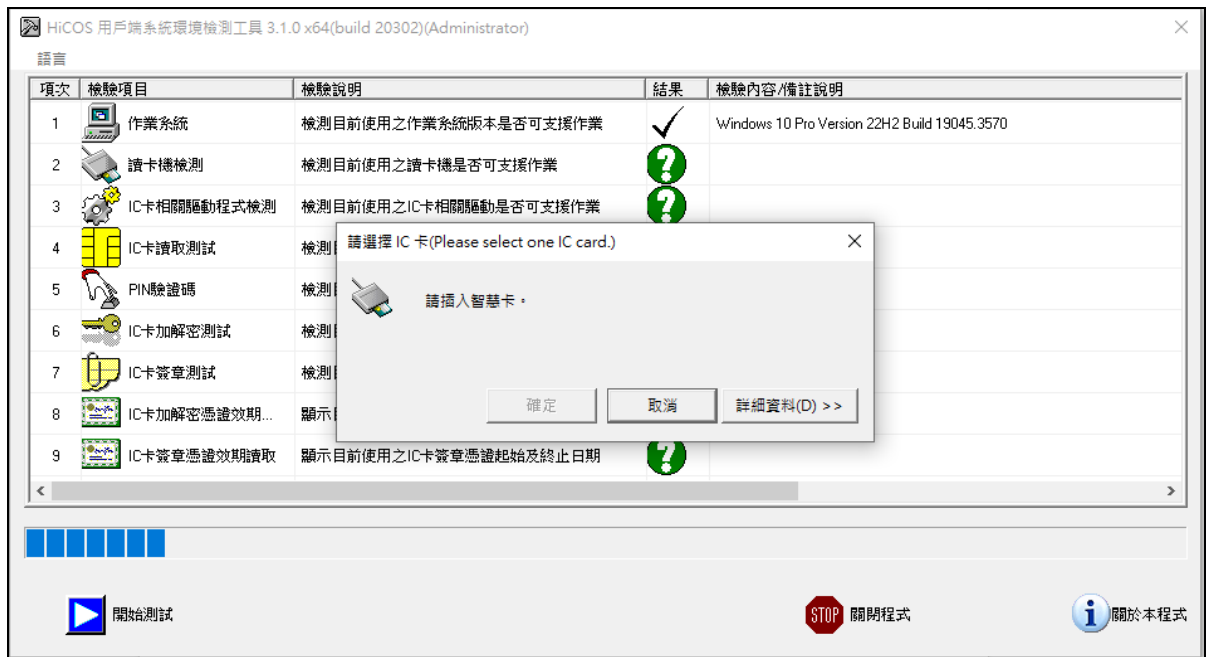 HiCOS 用戶端系統環境檢測工具 3.1.0 x64(build 20302)(Administrator)
語言
項次 檢驗項目 檢驗說明 結果 檢驗內容/備註說明
1 作業系統 檢測目前使用之作業系統版本是否可支援作業 Windows 10 Pro Version 22H2 Build 19045.3570
2 讀卡機檢測 檢測目前使用之讀卡機是否可支援作業
3 IC卡相關驅動程式檢測 檢測目前使用之IC卡相關驅動是否可支援作業
4 IC卡讀取測試 檢測
請選擇 IC 卡(Please select one IC card.)
5 PIN驗證碼 檢測
請插入智慧卡。
6 IC卡加解密測試 檢測
7 IC卡簽章測試 檢測
8 IC卡加解密憑證效期... 顯示
確定 取消 詳細資料(D) >>
9 IC卡簽章憑證效期讀取 顯示目前使用之IC卡簽章憑證起始及終止日期
開始測試 STOP 關閉程式 關於本程式